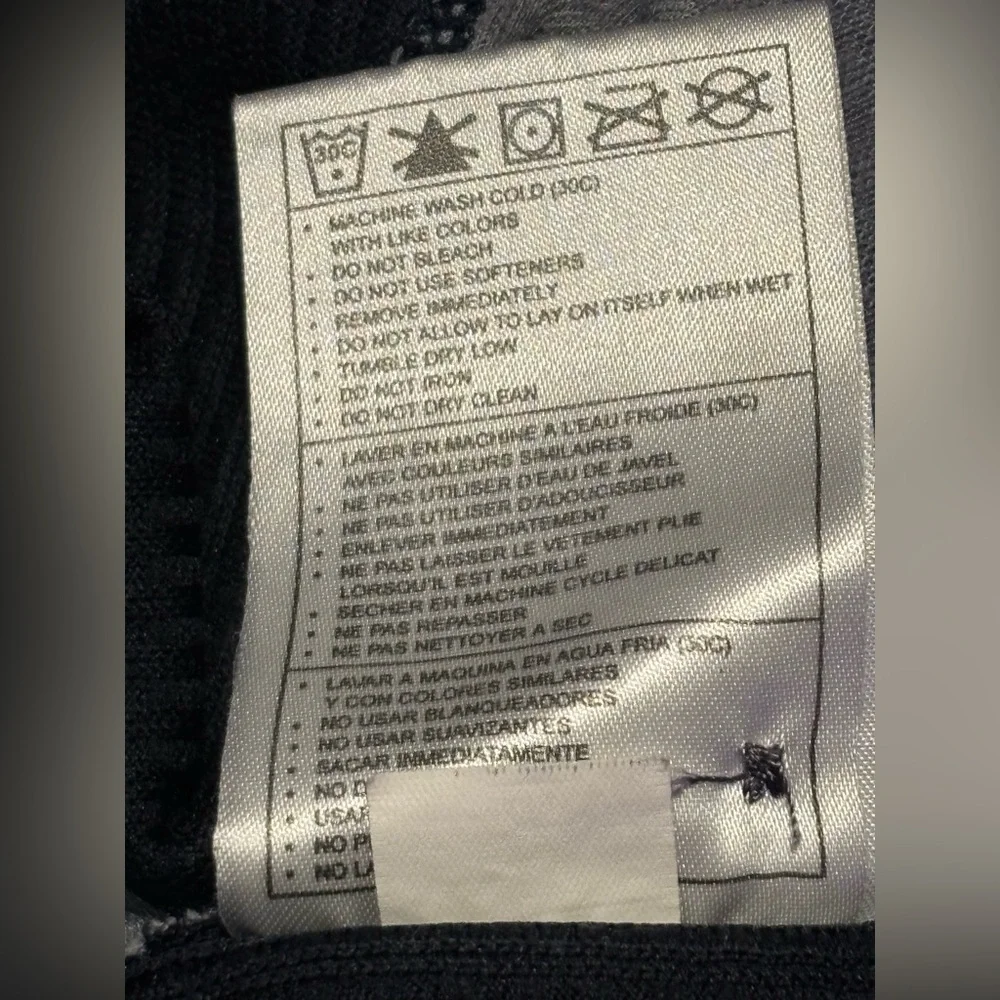 30C
• MACHINE WASH COLD (30C)
WITH LIKE COLORS
• DO NOT BLEACH
• DO NOT USE SOFTENERS
• REMOVE IMMEDIATELY
• DO NOT ALLOW TO LAY ON ITSELF WHEN WET
• TUMBLE DRY LOW
• DO NOT IRON
• DO NOT DRY CLEAN
• LAVER EN MACHINE A L'EAU FROIDE (30C)
AVEC COULEURS SIMILAIRES
• NE PAS UTILISER D'EAU DE JAVEL
• NE PAS UTILISER D'ADOUCISSEUR
• ENLEVER IMMEDIATEMENT
• NE PAS LAISSER LE VETEMENT PLIE
LORSQU'IL EST MOUILLE
• SECHER EN MACHINE CYCLE DELICAT
• NE PAS REPASSER
• NE PAS NETTOYER A SEC
• LAVAR A MAQUINA EN AGUA FRIA (30C)
Y CON COLORES SIMILARES
• NO USAR BLANQUEADORES
• NO USAR SUAVIZANTES
• SACAR INMEDIATAMENTE
• NO
• USAR
• NO
• NO